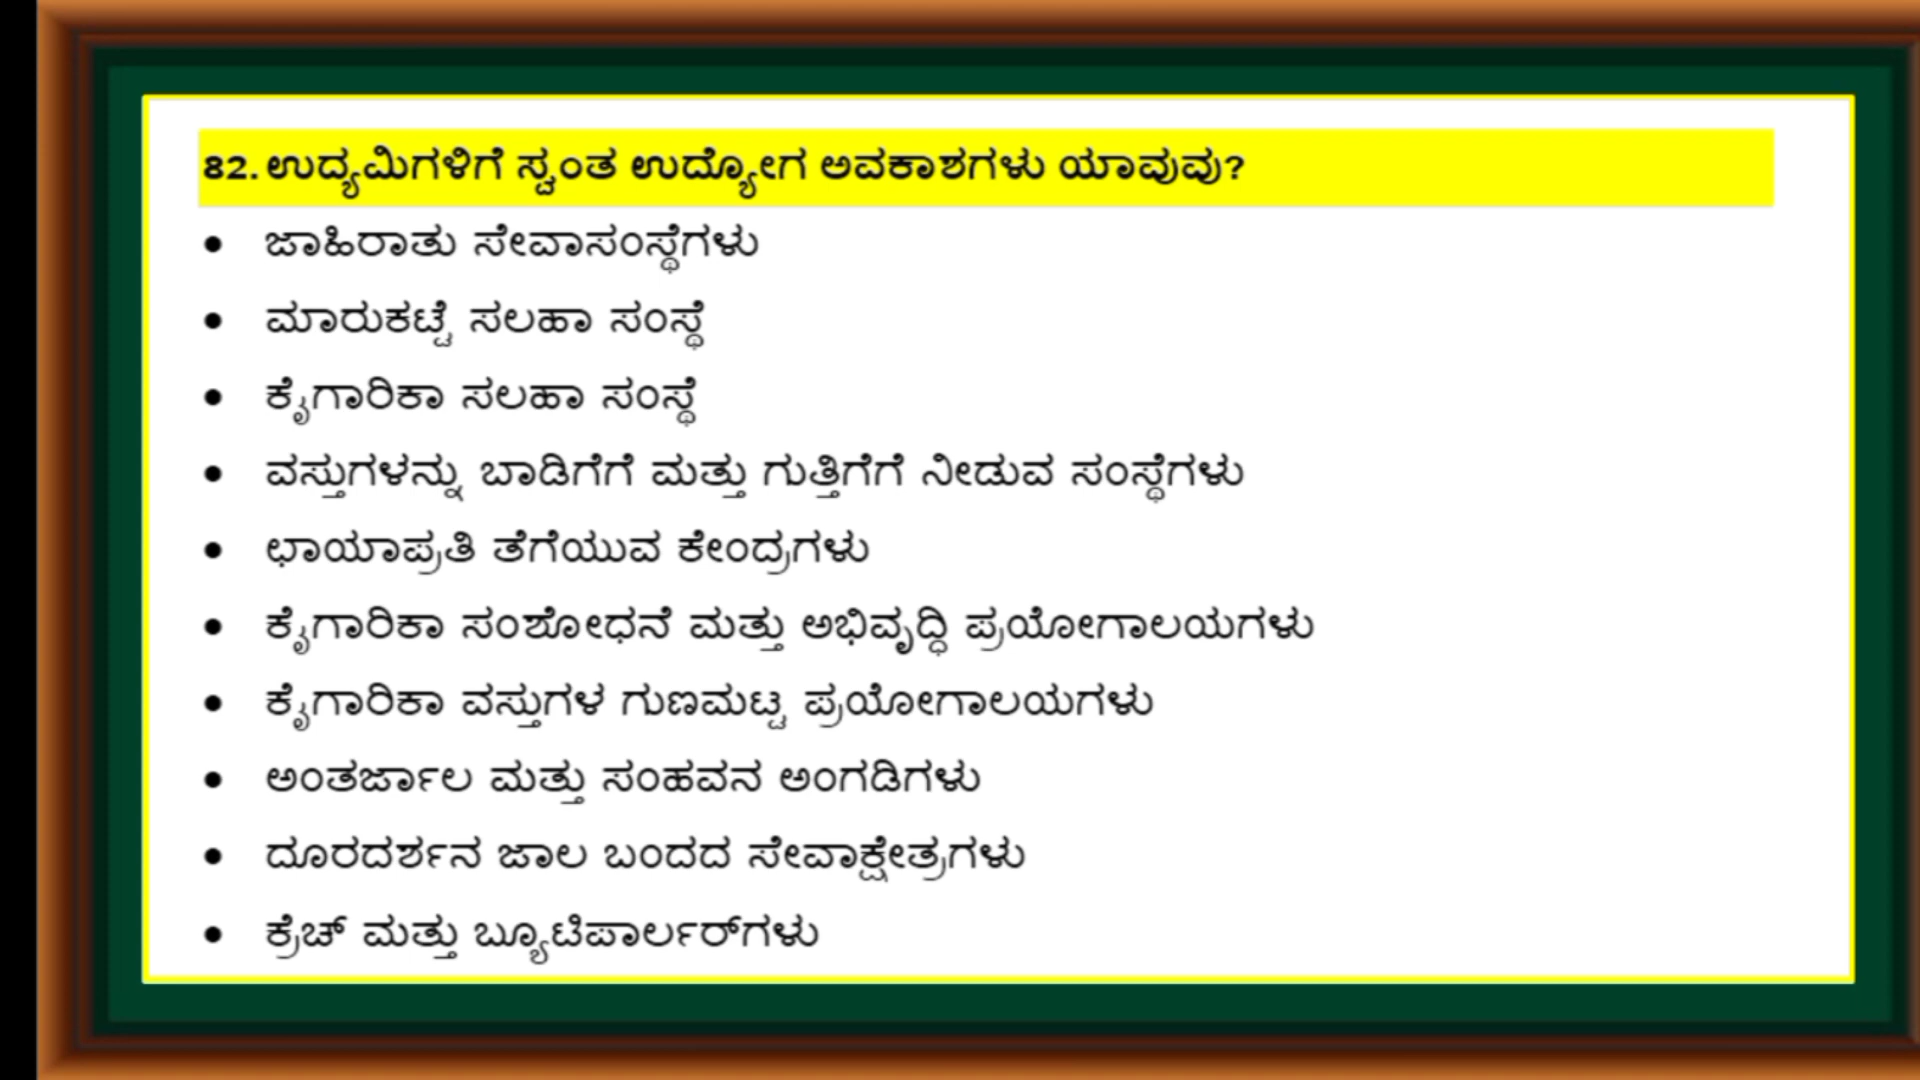 82. ಉದ್ಯಮಿಗಳಿಗೆ ಸ್ವಂತ ಉದ್ಯೋಗ ಅವಕಾಶಗಳು ಯಾವುವು?
• ಜಾಹಿರಾತು ಸೇವಾಸಂಸ್ಥೆಗಳು
• ಮಾರುಕಟ್ಟೆ ಸಲಹಾ ಸಂಸ್ಥೆ
• ಕೈಗಾರಿಕಾ ಸಲಹಾ ಸಂಸ್ಥೆ
• ವಸ್ತುಗಳನ್ನು ಬಾಡಿಗೆಗೆ ಮತ್ತು ಗುತ್ತಿಗೆಗೆ ನೀಡುವ ಸಂಸ್ಥೆಗಳು
• ಛಾಯಾಪ್ರತಿ ತೆಗೆಯುವ ಕೇಂದ್ರಗಳು
• ಕೈಗಾರಿಕಾ ಸಂಶೋಧನೆ ಮತ್ತು ಅಭಿವೃದ್ಧಿ ಪ್ರಯೋಗಾಲಯಗಳು
• ಕೈಗಾರಿಕಾ ವಸ್ತುಗಳ ಗುಣಮಟ್ಟ ಪ್ರಯೋಗಾಲಯಗಳು
• ಅಂತರ್ಜಾಲ ಮತ್ತು ಸಂಹವನ ಅಂಗಡಿಗಳು
• ದೂರದರ್ಶನ ಜಾಲ ಬಂದದ ಸೇವಾಕ್ಷೇತ್ರಗಳು
• ಕ್ರೆಚ್ ಮತ್ತು ಬ್ಯೂಟಿಪಾರ್ಲರ್‌ಗಳು